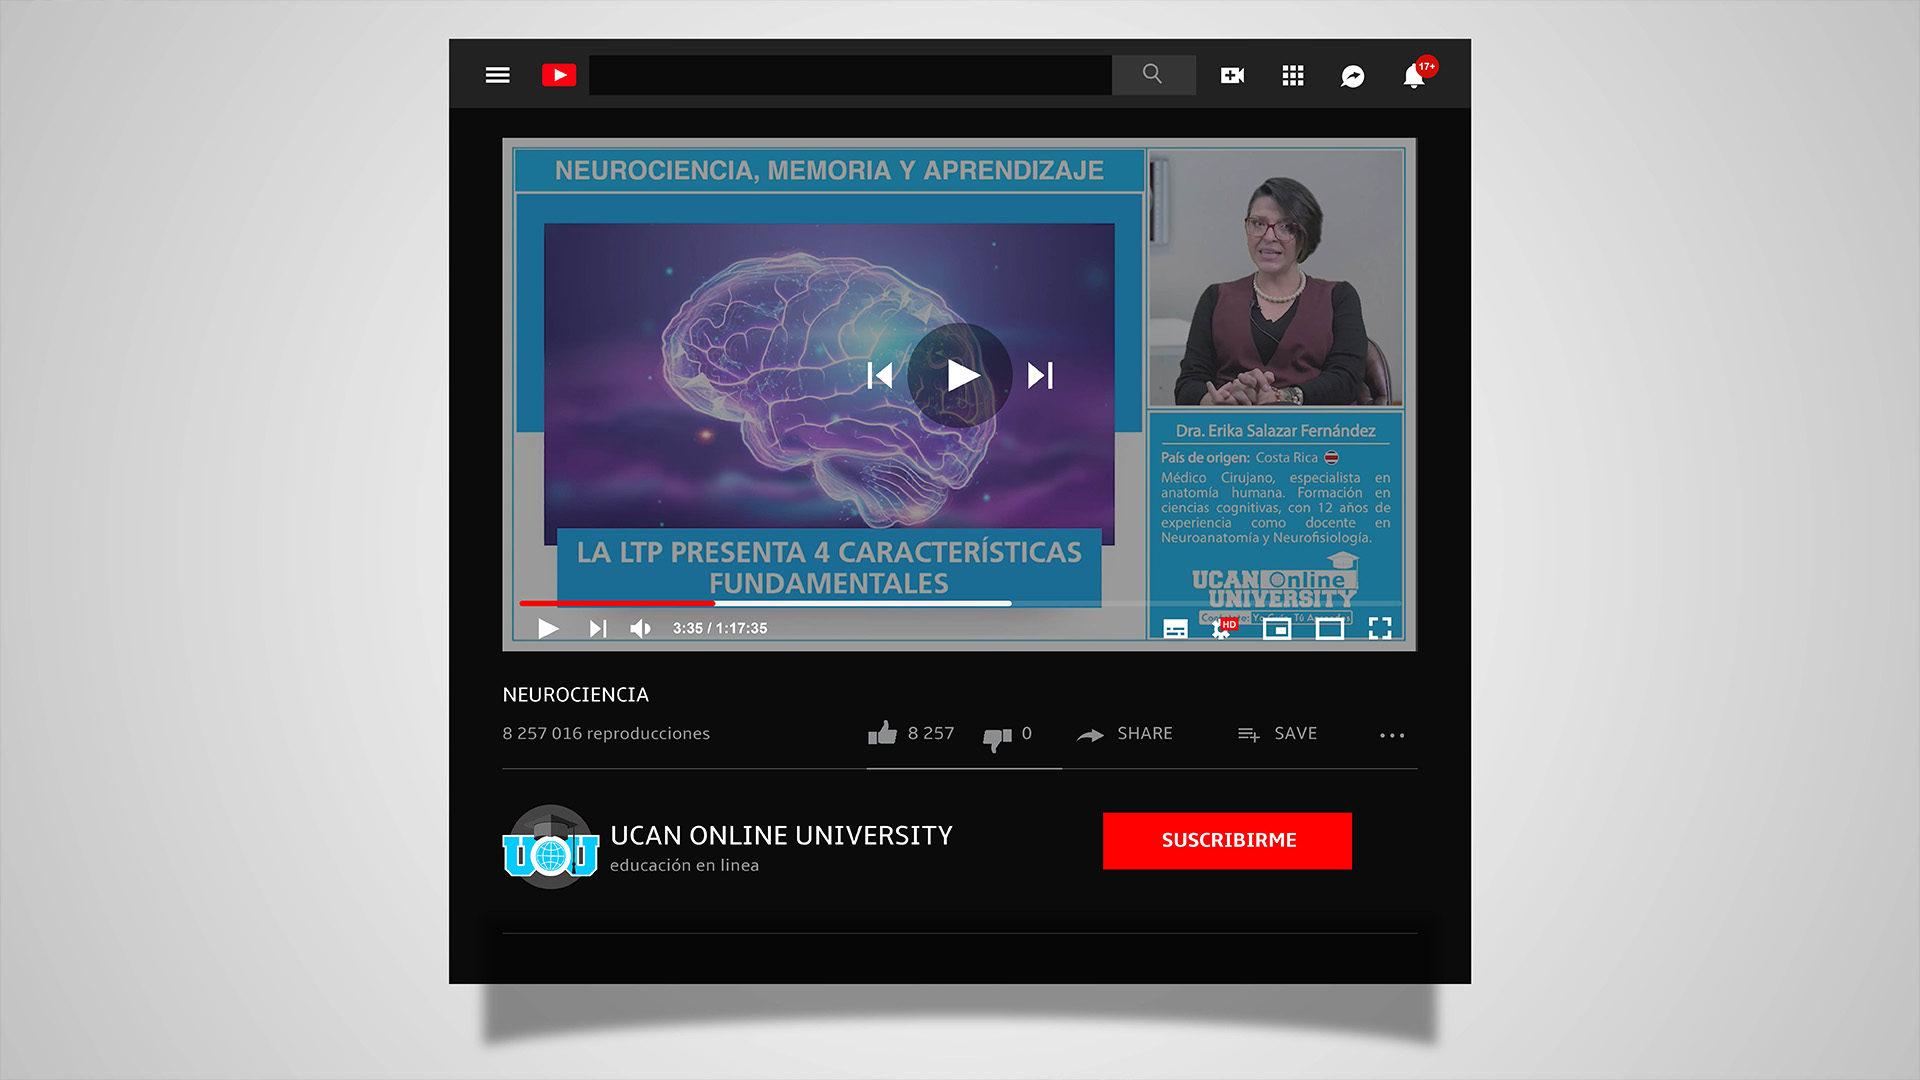 17+
NEUROCIENCIA, MEMORIA Y APRENDIZAJE
LA LTP PRESENTA 4 CARACTERÍSTICAS
FUNDAMENTALES
Dra. Erika Salazar Fernández
País de origen: Costa Rica
Médico Cirujano, especialista en
anatomía humana. Formación en
ciencias cognitivas, con 12 años de
experiencia como docente en
Neuroanatomía y Neurofisiología.
UCAN Online
UNIVERSITY
3:35 / 1:17:35
HD
NEUROCIENCIA
8 257 016 reproducciones
8 257
0
SHARE
SAVE
UCAN ONLINE UNIVERSITY
educación en linea
SUSCRIBIRME